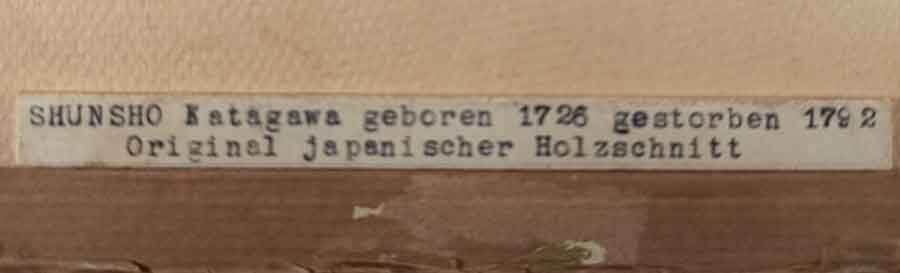 SHUNSHO Katagawa geboren 1726 gestorben 1792
Original japanischer Holzschnitt